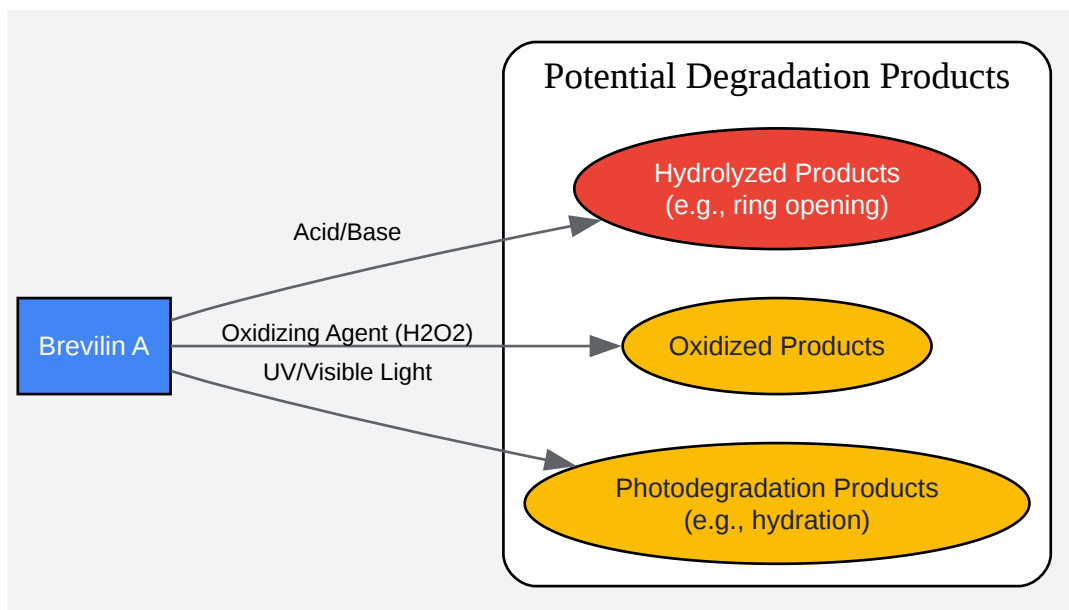 Potential Degradation Products
Hydrolyzed Products
(e.g., ring opening)
Acid/Base
Brevilin A
Oxidizing Agent (H2O2)
Oxidized Products
UV/Visible Light
Photodegradation Products
(e.g., hydration)